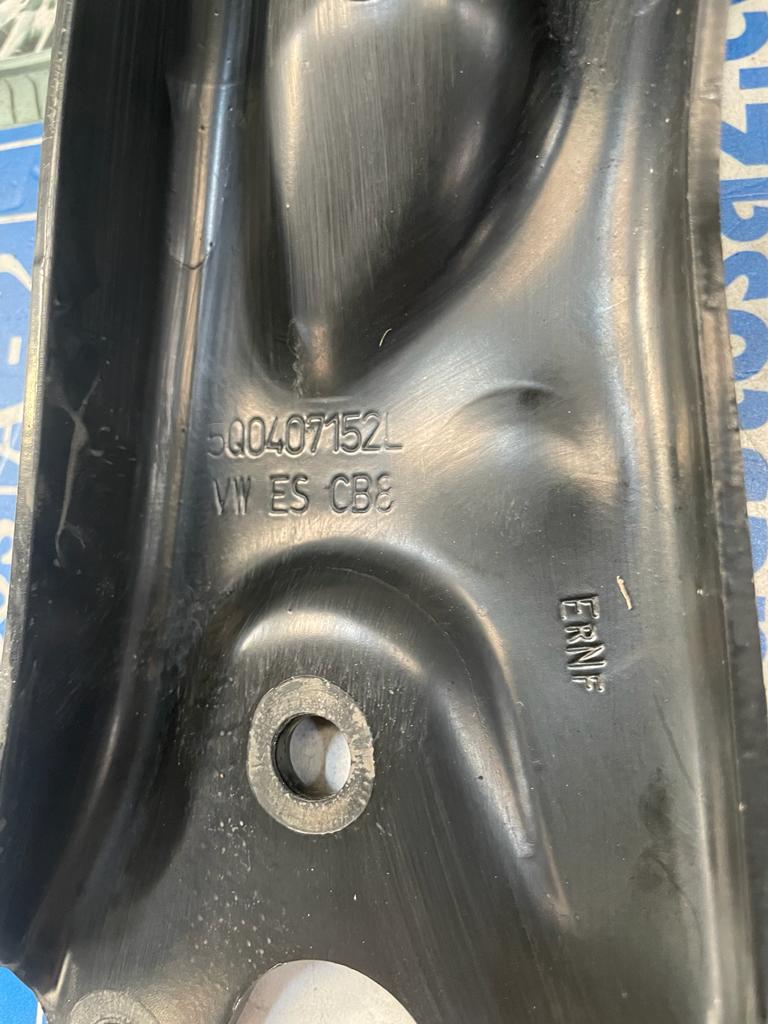 5Q0407152L
VW ES CB8
ERNF